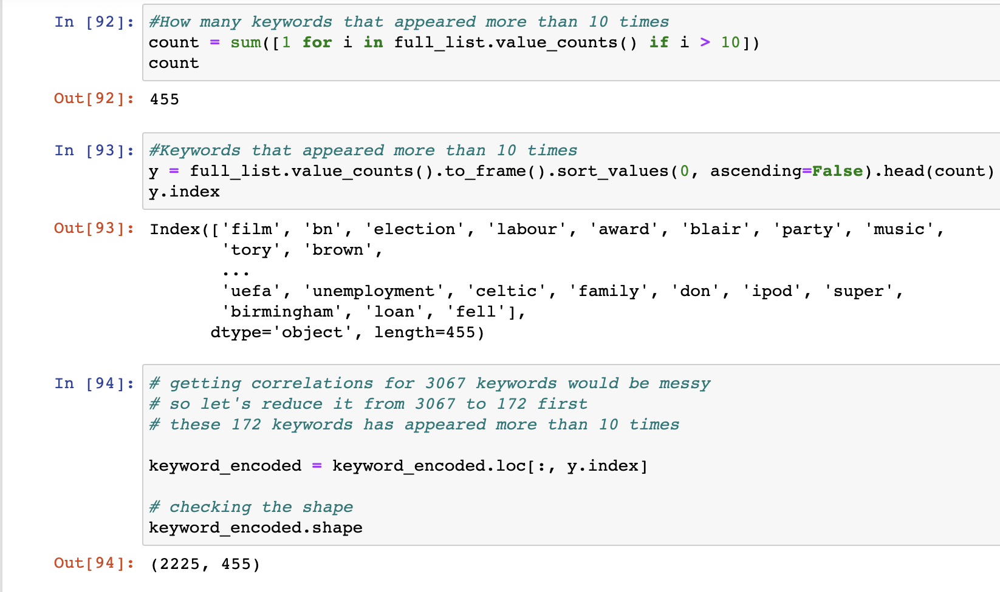 In [92]: #How many keywords that appeared more than 10 times
count = sum([1 for i in full_list.value_counts() if i > 10])
count
Out[92]: 455
In [93]: #Keywords that appeared more than 10 times
y = full_list.value_counts().to_frame().sort_values(0, ascending=False).head(count)
y.index
Out[93]: Index(['film', 'bn', 'election', 'labour', 'award', 'blair', 'party', 'music',
'tory', 'brown',
...
'uefa', 'unemployment', 'celtic', 'family', 'don', 'ipod', 'super',
'birmingham', 'loan', 'fell'],
dtype='object', length=455)
In [94]: # getting correlations for 3067 keywords would be messy
# so let's reduce it from 3067 to 172 first
# these 172 keywords has appeared more than 10 times
keyword_encoded = keyword_encoded.loc[:, y.index]
# checking the shape
keyword_encoded.shape
Out[94]: (2225, 455)